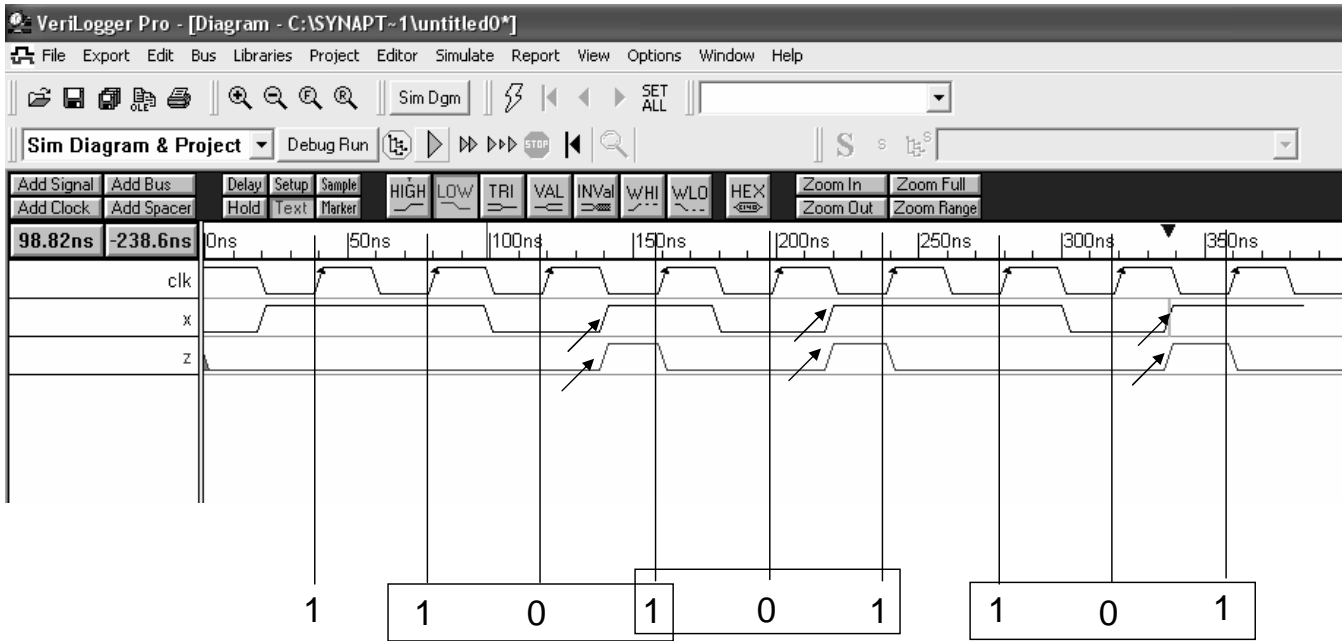 VeriLogger Pro - [Diagram - C:\SYNAPT~1\untitled0*]
File Export Edit Bus Libraries Project Editor Simulate Report View Options Window Help
OLE Sim Dgm SET ALL
Sim Diagram & Project Debug Run STOP S s S
Add Signal Add Bus Delay Setup Sample HIGH LOW TRI VAL INVal WHI WLO HEX Zoom In Zoom Full
Add Clock Add Spacer Hold Text Marker Zoom Out Zoom Range
98.82ns -238.6ns 0ns 50ns 100ns 150ns 200ns 250ns 300ns 350ns
clk
x
z
1 1 0 1 0 1 1 0 1